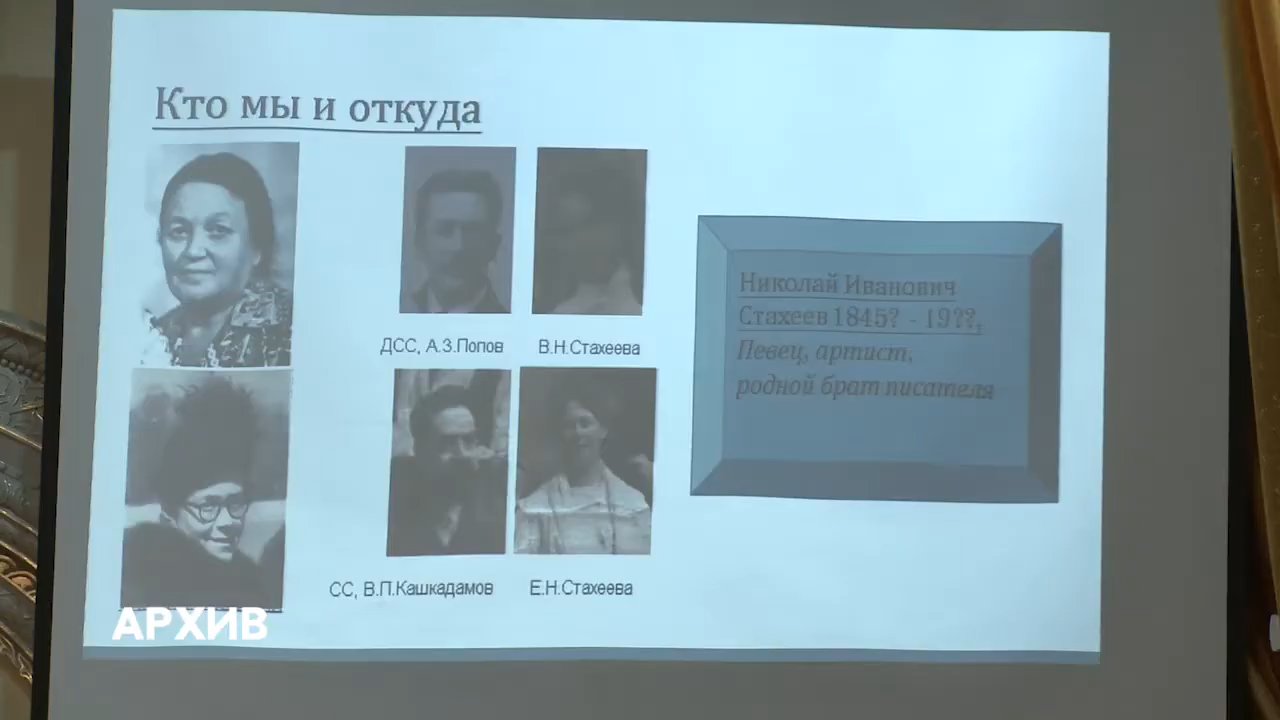 Кто мы и откуда
ДСС, А.З.Попов
В.Н.Стахеева
Николай Иванович
Стахеев 1845? - 19??,
Певец, артист,
родной брат писателя
СС, В.П.Кашкадамов
Е.Н.Стахеева
АРХИВ